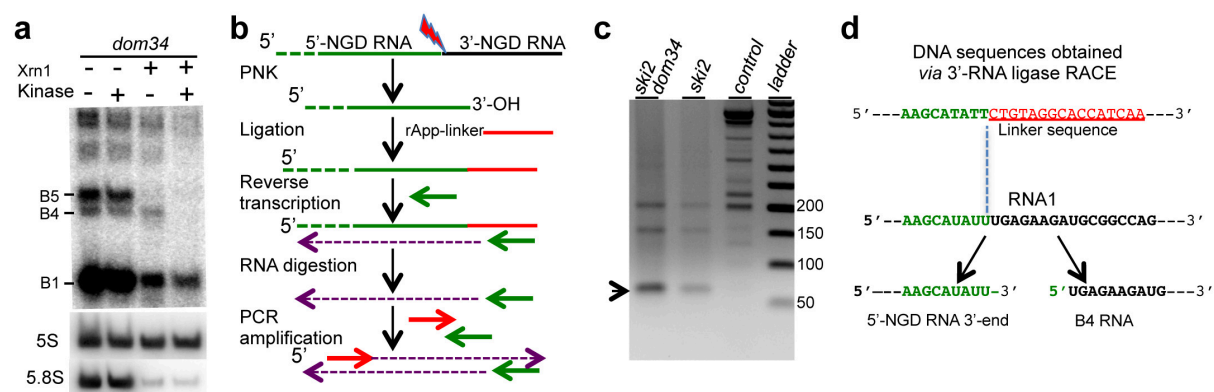 a
dom34
Xrn1 - - + +
Kinase - + - +
B5
B4
B1
5S
5.8S
b
5’ 5’-NGD RNA 3’-NGD RNA
PNK
3’-OH
Ligation
rApp-linker
5’
Reverse
transcription
5’
RNA digestion
PCR
amplification
5’
c
ski2
dom34
ski2
control
ladder
200
150
100
50
d
DNA sequences obtained
via 3’-RNA ligase RACE
5’---AAGCATATTCTGTAGGCACCATCAA---3’
Linker sequence
RNA1
5’---AAGCAUAUUUGAGAAGAUGCGGCCAG---3’
5’---AAGCAUAUU-3’
5’UGAGAAGAUG---3’
5’-NGD RNA 3’-end
B4 RNA